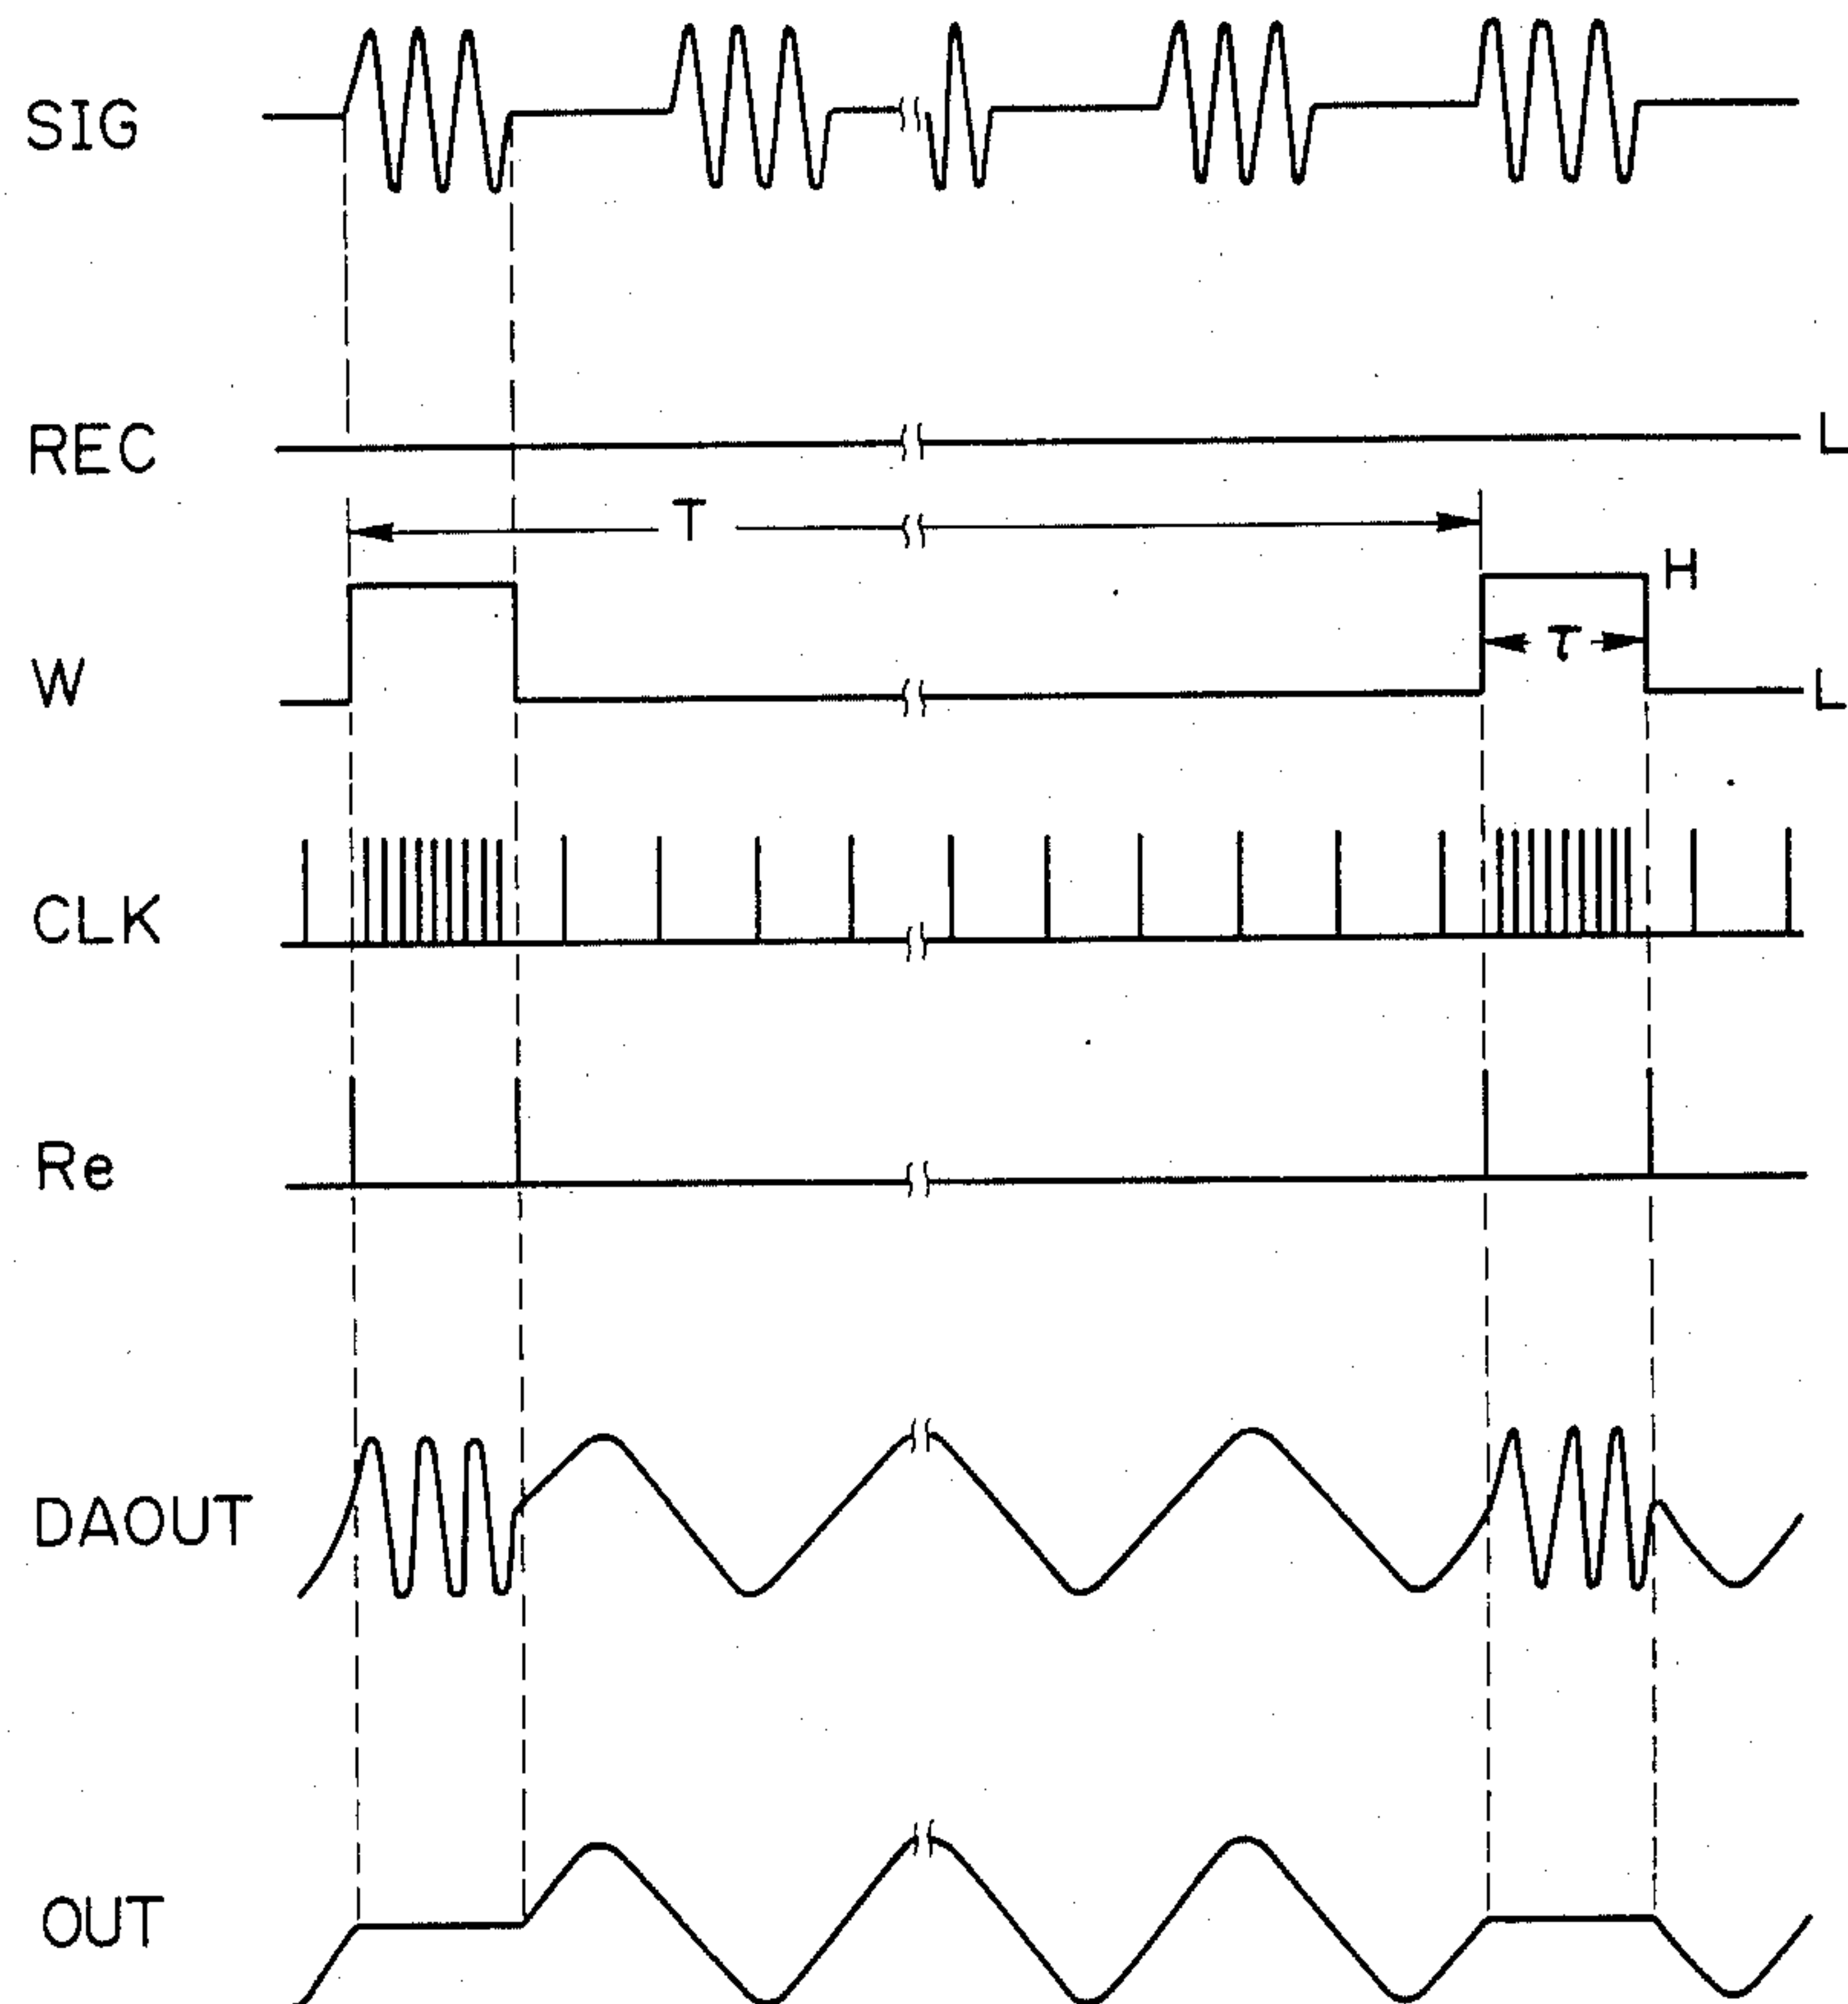 SIG
REC L
T
H
τ
W L
CLK
Re
DAOUT
OUT